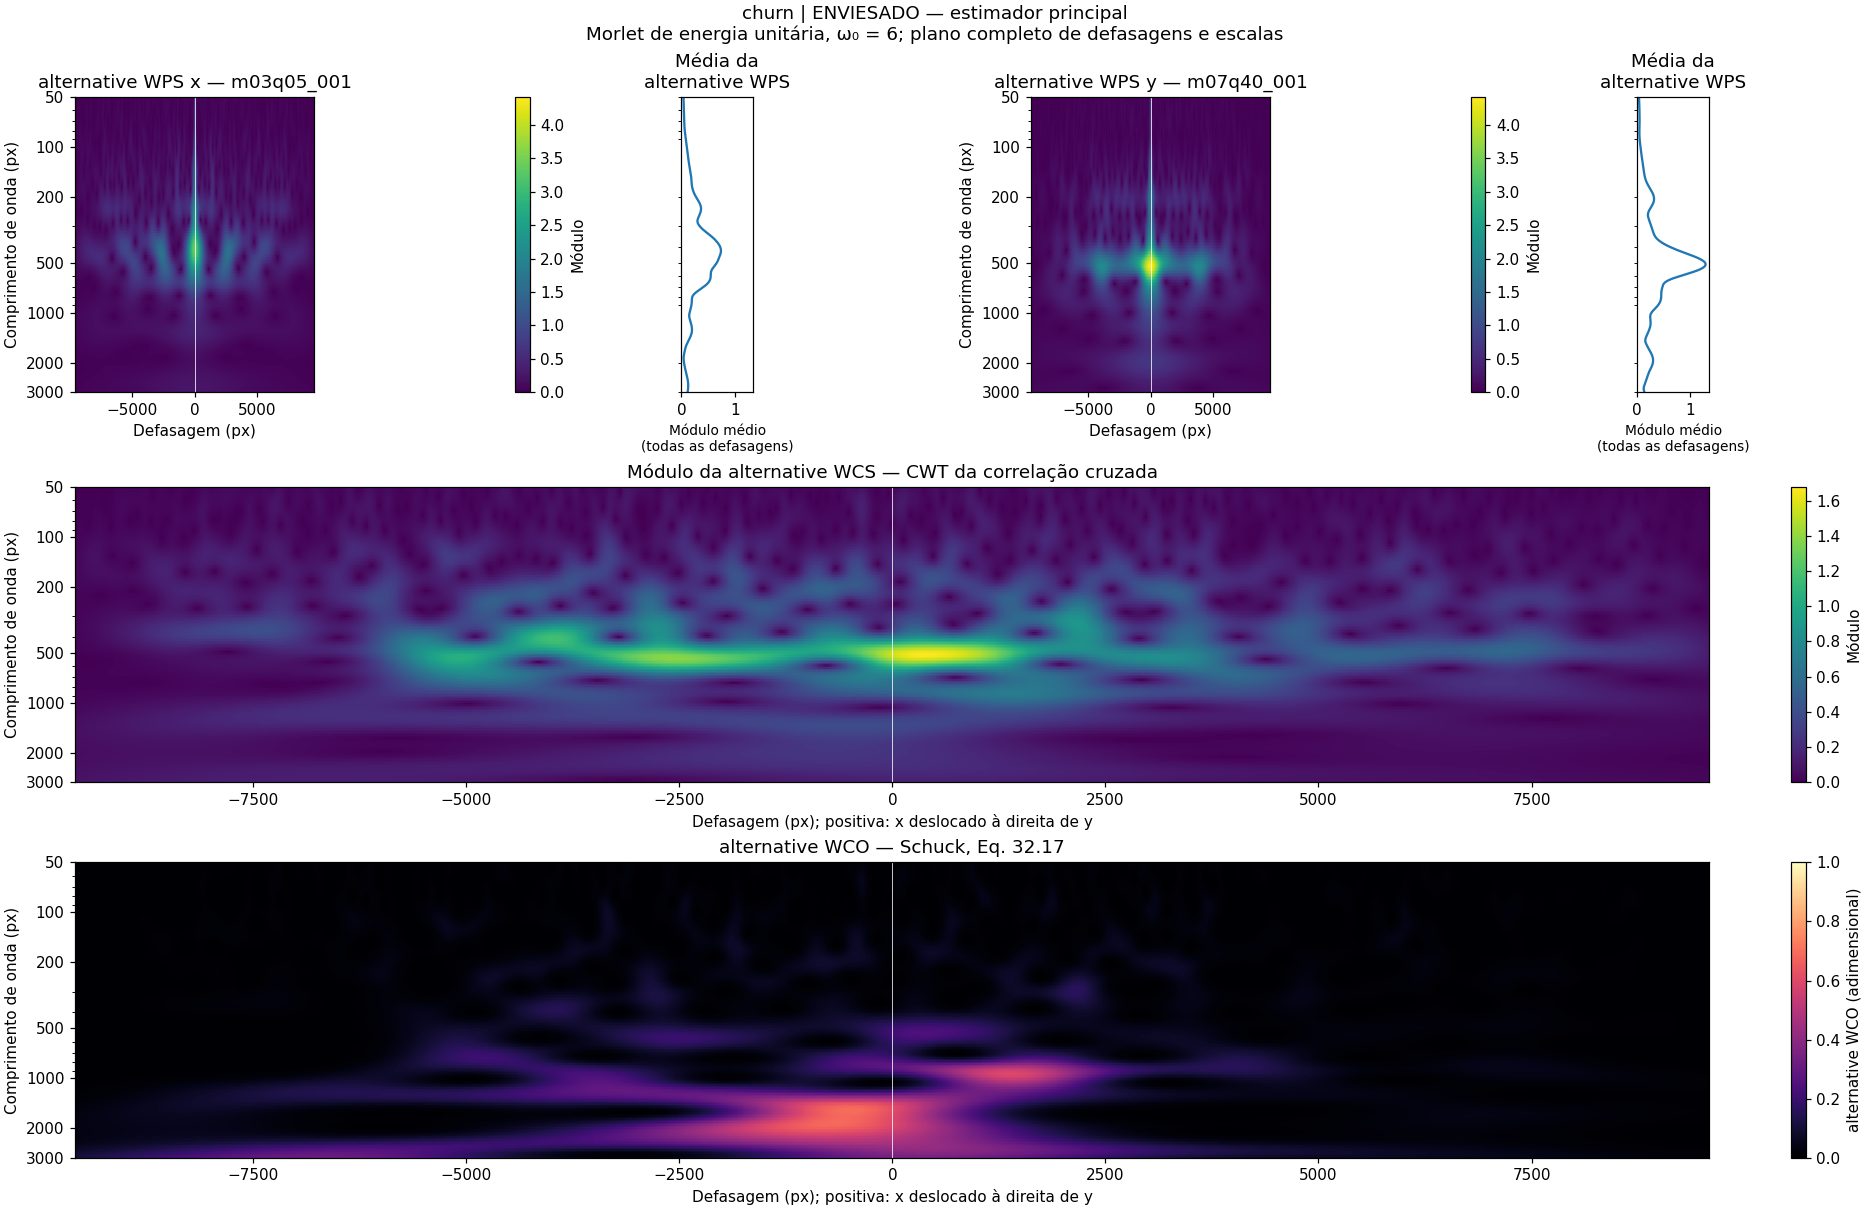 churn | ENVIESADO — estimador principal
Morlet de energia unitária, ω₀ = 6; plano completo de defasagens e escalas
alternative WPS x — m03q05_001
50
100
200
500
1000
2000
3000
Comprimento de onda (px)
−5000 0 5000
Defasagem (px)
4.0
3.5
3.0
2.5
2.0
1.5
1.0
0.5
0.0
Módulo
Média da
alternative WPS
0 1
Módulo médio
(todas as defasagens)
alternative WPS y — m07q40_001
50
100
200
500
1000
2000
3000
Comprimento de onda (px)
−5000 0 5000
Defasagem (px)
4.0
3.5
3.0
2.5
2.0
1.5
1.0
0.5
0.0
Módulo
Média da
alternative WPS
0 1
Módulo médio
(todas as defasagens)
Módulo da alternative WCS — CWT da correlação cruzada
50
100
200
500
1000
2000
3000
Comprimento de onda (px)
−7500 −5000 −2500 0 2500 5000 7500
Defasagem (px); positiva: x deslocado à direita de y
1.6
1.4
1.2
1.0
0.8
0.6
0.4
0.2
0.0
Módulo
alternative WCO — Schuck, Eq. 32.17
50
100
200
500
1000
2000
3000
Comprimento de onda (px)
−7500 −5000 −2500 0 2500 5000 7500
Defasagem (px); positiva: x deslocado à direita de y
1.0
0.8
0.6
0.4
0.2
0.0
alternative WCO (adimensional)